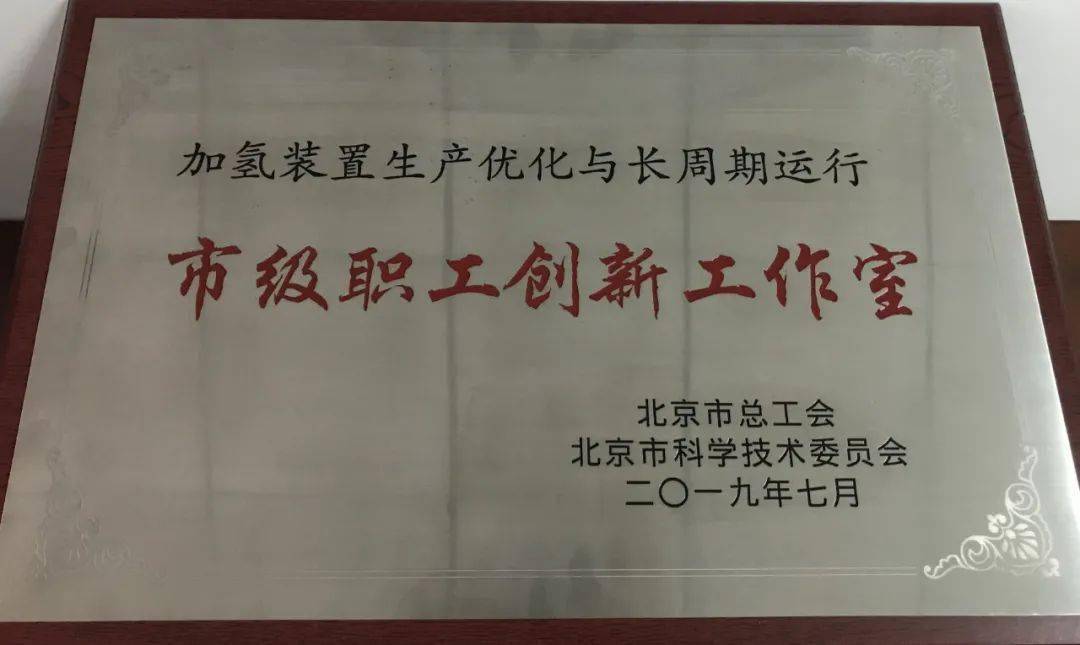 加氢装置生产优化与长周期运行
市级职工创新工作室
北京市总工会
北京市科学技术委员会
二〇一九年七月